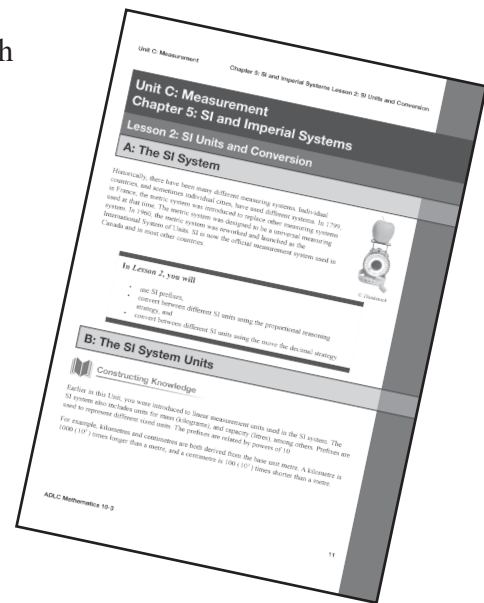 h
Unit C: Measurement
Chapter 5: SI and Imperial Systems Lesson 2: SI Units and Conversion
Unit C: Measurement
Chapter 5: SI and Imperial Systems
Lesson 2: SI Units and Conversion
A: The SI System
Historically, there have been many different measuring systems. Individual
countries, and sometimes individual cities, have used different systems. In 1799,
in France, the metric system was introduced to replace other measuring systems
used at that time. The metric system was designed to be a universal measuring
system. In 1960, the metric system was reworked and launched as the
International System of Units. SI is now the official measurement system used in
Canada and in most other countries.
© Thinkstock
In Lesson 2, you will
• use SI prefixes,
• convert between different SI units using the proportional reasoning
strategy, and
• convert between different SI units using the move the decimal strategy.
B: The SI System Units
Constructing Knowledge
Earlier in this Unit, you were introduced to linear measurement units used in the SI system. The
SI system also includes units for mass (kilograms), and capacity (litres), among others. Prefixes are
used to represent different sized units. The prefixes are related by powers of 10.
For example, kilometres and centimetres are both derived from the base unit metre. A kilometre is
1000 (10³) times longer than a metre, and a centimetre is 100 (10²) times shorter than a metre.
ADLC Mathematics 10-3
11